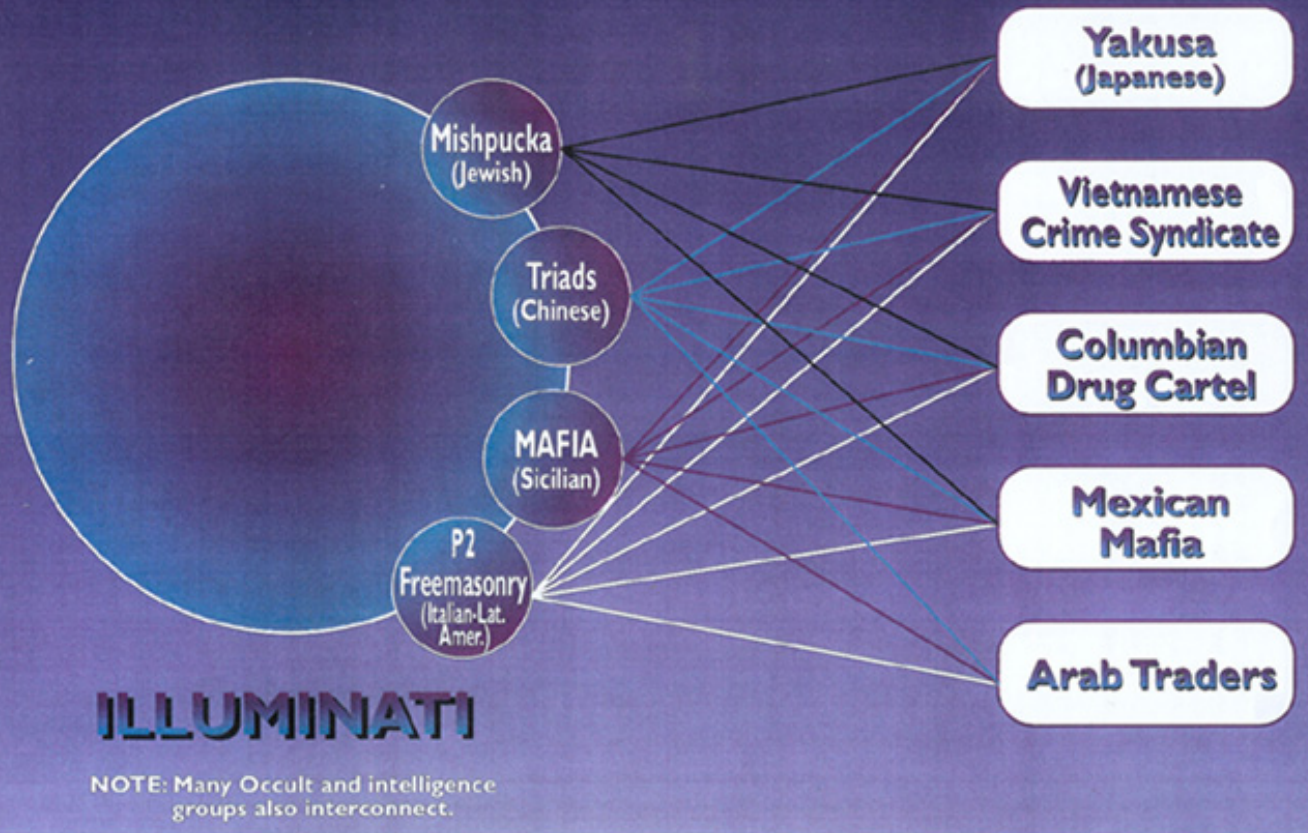 Mishpucka
(Jewish)
Triads
(Chinese)
MAFIA
(Sicilian)
P2
Freemasonry
(Italian-Lat.
Amer.)
Yakusa
(Japanese)
Vietnamese
Crime Syndicate
Columbian
Drug Cartel
Mexican
Mafia
Arab Traders
ILLUMINATI
NOTE: Many Occult and intelligence
groups also interconnect.